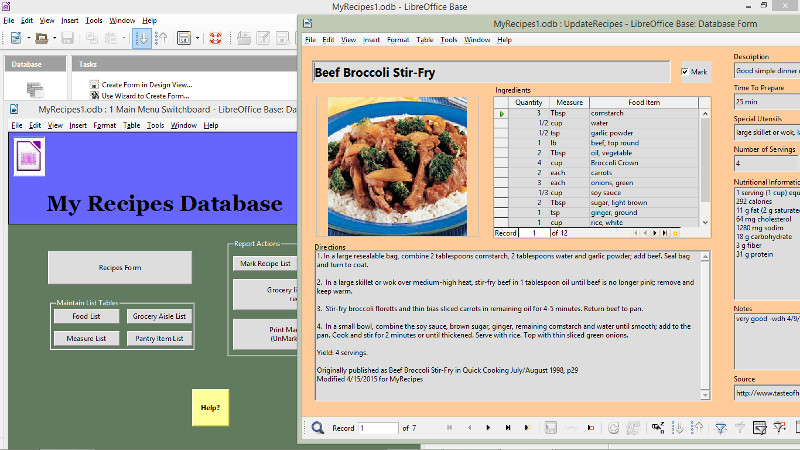 MyRecipes1.odb - LibreOffice Base
File Edit View Insert Tools Window Help
Database
Tasks
Create Form in Design View...
Use Wizard to Create Form...
MyRecipes1.odb : 1 Main Menu Switchboard - LibreOffice Base: Da
File Edit View Insert Format Table Tools Window Help
My Recipes Database
Recipes Form
Maintain List Tables
Food List
Grocery Aisle List
Measure List
Pantry Item List
Report Actions
Mark Recipe List
Grocery li
Print Ma
(UnMark
Help?
MyRecipes1.odb : UpdateRecipes - LibreOffice Base: Database Form
File Edit View Insert Format Table Tools Window Help
Beef Broccoli Stir-Fry
Mark
Ingredients
Quantity Measure Food Item
3 Tbsp cornstarch
1/2 cup water
1/2 tsp garlic powder
1 lb beef, top round
2 Tbsp oil, vegetable
4 cup Broccoli Crown
2 each carrots
3 each onions, green
1/3 cup soy sauce
2 Tbsp sugar, light brown
1 tsp ginger, ground
1 cup rice, white
Record 1 of 12
Directions
1. In a large resealable bag, combine 2 tablespoons cornstarch, 2 tablespoons water and garlic powder; add beef. Seal bag
and turn to coat.
2. In a large skillet or wok over medium-high heat, stir-fry beef in 1 tablespoon oil until beef is no longer pink; remove and
keep warm.
3. Stir-fry broccoli florets and thin bias sliced carrots in remaining oil for 4-5 minutes. Return beef to pan.
4. In a small bowl, combine the soy sauce, brown sugar, ginger, remaining cornstarch and water until smooth; add to the
pan. Cook and stir for 2 minutes or until thickened. Serve with rice. Top with thin sliced green onions.
Yield: 4 servings.
Originally published as Beef Broccoli Stir-Fry in Quick Cooking July/August 1998, p29
Modified 4/15/2015 for MyRecipes
Description
Good simple dinner
Time To Prepare
25 min
Special Utensils
large skillet or wok, la
Number of Servings
4
Nutritional Informatio
1 serving (1 cup) equ
292 calories
11 g fat (2 g saturate
64 mg cholesterol
1280 mg sodim
18 g carbohydrate
3 g fiber
31 g protein
Notes
very good -wdh 4/9/
Source
http://www.tasteofh
Record 1 of 7